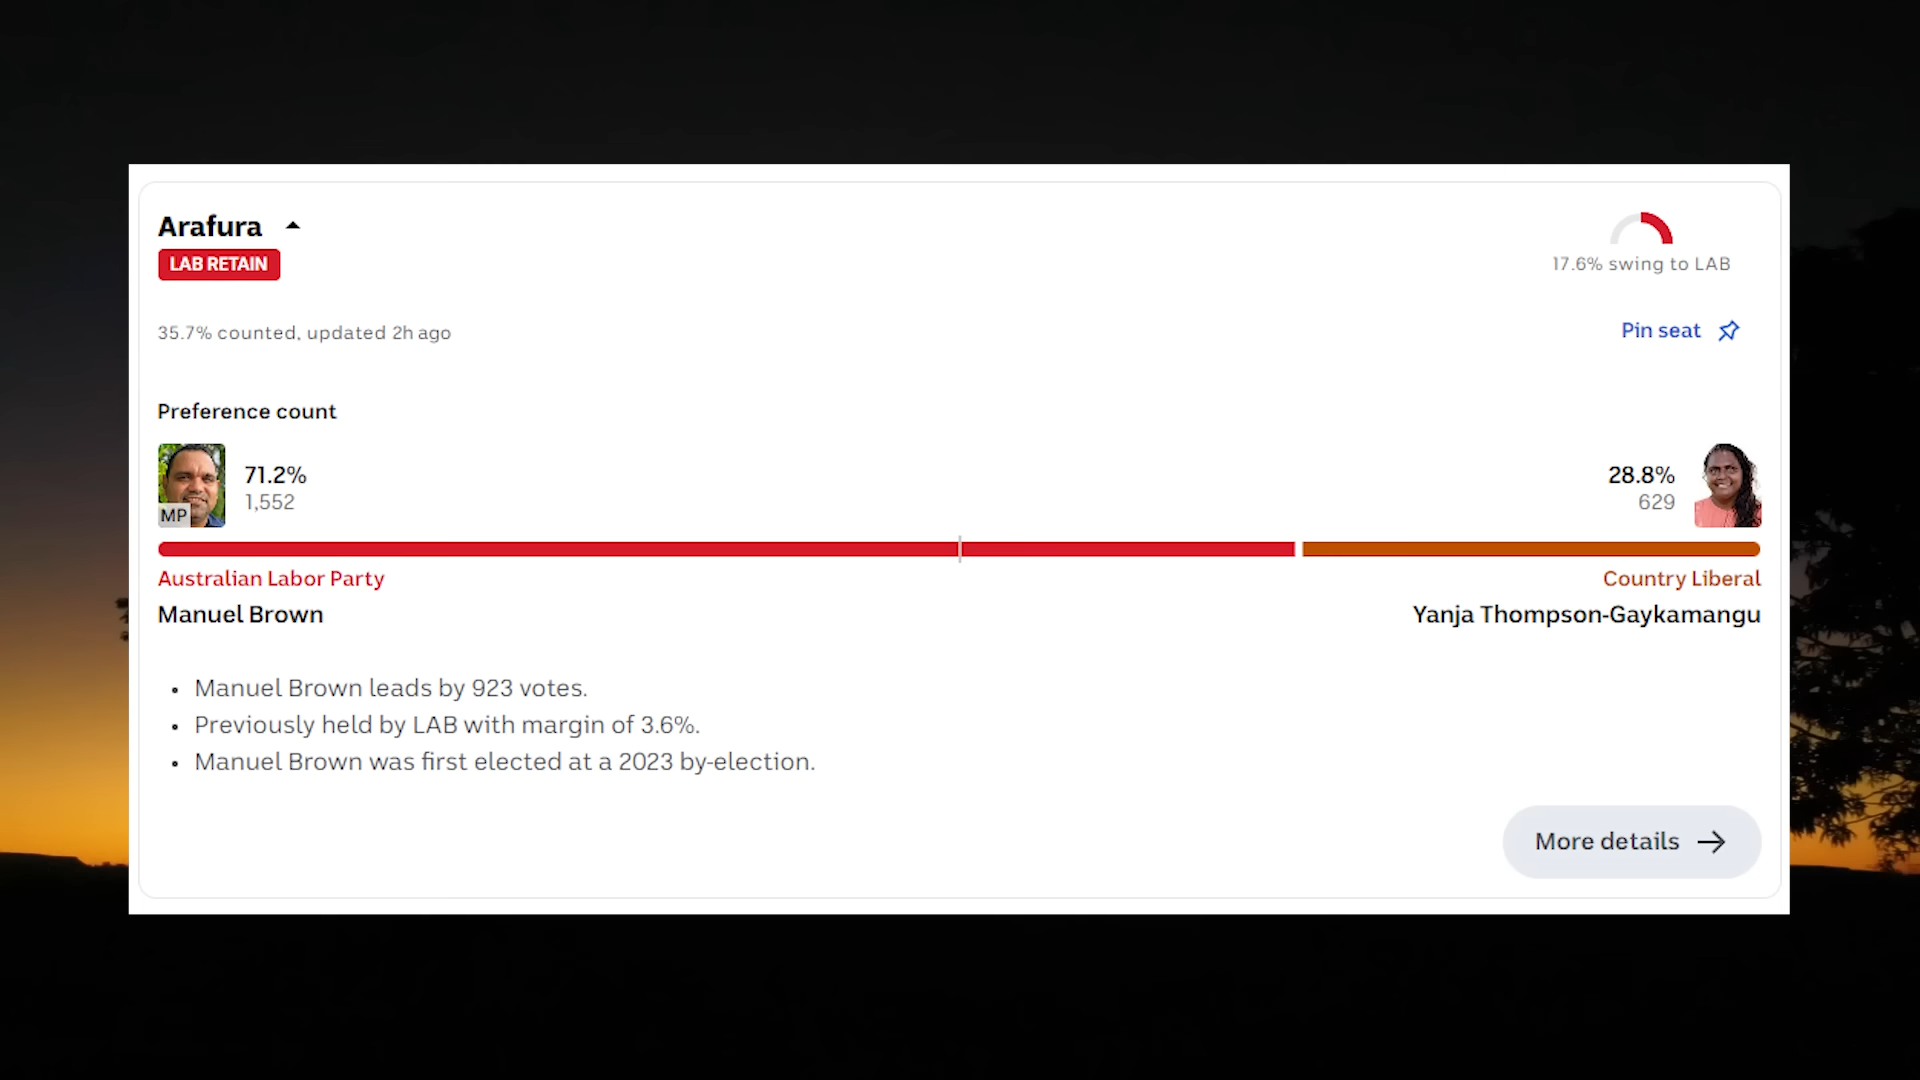 Arafura
LAB RETAIN
17.6% swing to LAB
35.7% counted, updated 2h ago
Pin seat
Preference count
MP
71.2%
1,552
28.8%
629
Australian Labor Party
Country Liberal
Manuel Brown
Yanja Thompson-Gaykamangu
Manuel Brown leads by 923 votes.
Previously held by LAB with margin of 3.6%.
Manuel Brown was first elected at a 2023 by-election.
More details